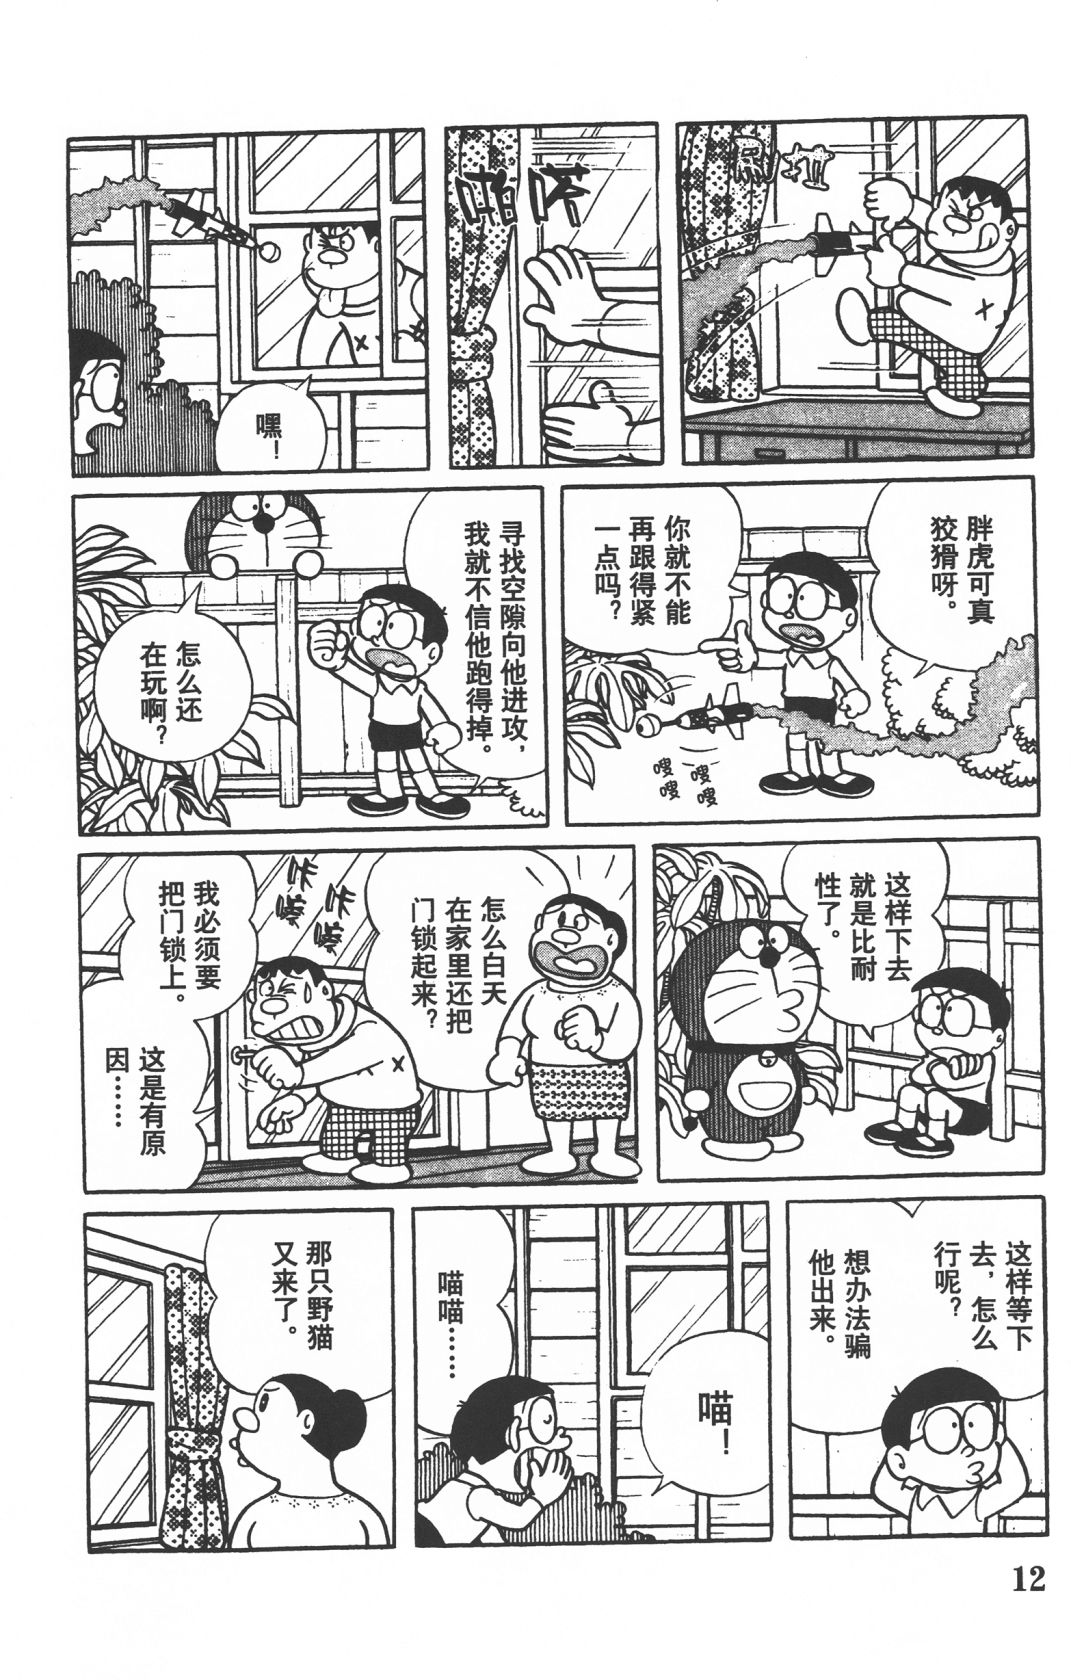 刷地
啪嗒
嘿！
胖虎可真
狡猾呀。
你就不能
再跟得紧
一点吗？
嗖嗖
嗖嗖
寻找空隙向他进攻，
我就不信他跑得掉。
怎么还
在玩啊？
这样下去
就是比耐
性了。
怎么白天
在家里还把
门锁起来？
咔嚓
咔嚓
我必须要
把门锁上。
这是有原
因……
这样等下
去，怎么
行呢？
想办法骗
他出来。
喵！
喵喵……
那只野猫
又来了。
12